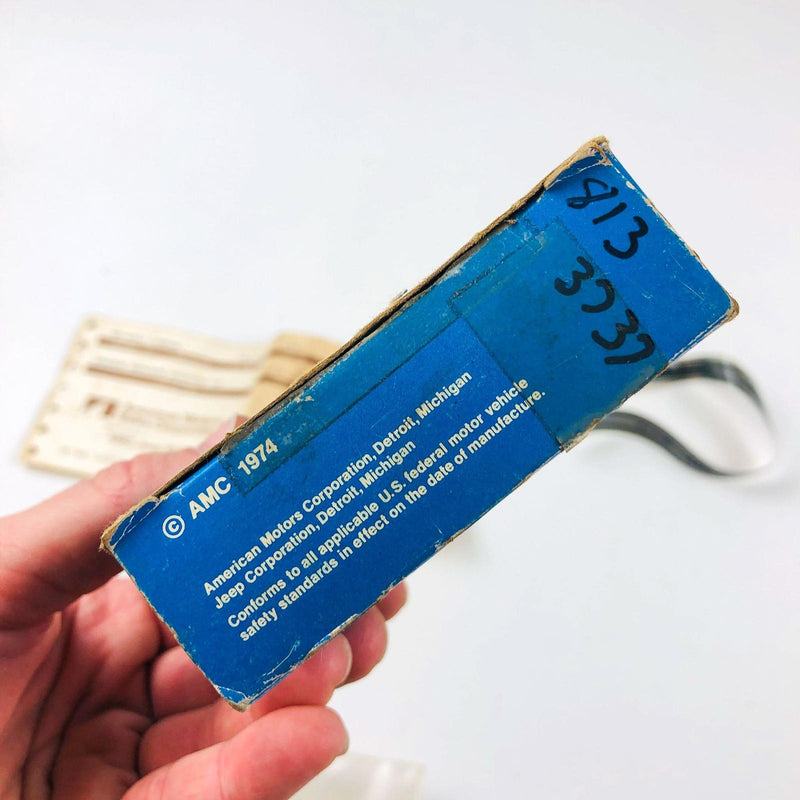 813
3737
© AMC 1974
American Motors Corporation, Detroit, Michigan
Jeep Corporation, Detroit, Michigan
Conforms to all applicable U.S. federal motor vehicle
safety standards in effect on the date of manufacture.